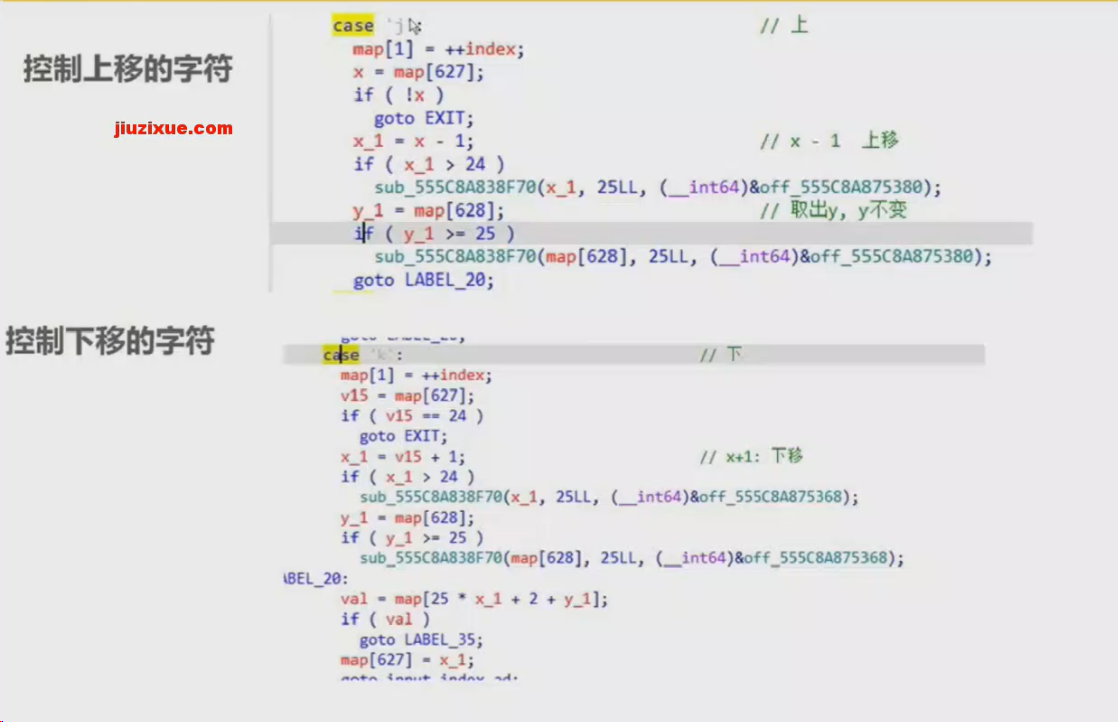 控制上移的字符
jiuzixue.com
case 'j': // 上
map[1] = ++index;
x = map[627];
if ( !x )
goto EXIT;
x_1 = x - 1; // x - 1 上移
if ( x_1 > 24 )
sub_555C8A838F70(x_1, 25LL, (__int64)&off_555C8A875380);
y_1 = map[628]; // 取出y, y不变
if ( y_1 >= 25 )
sub_555C8A838F70(map[628], 25LL, (__int64)&off_555C8A875380);
goto LABEL_20;
控制下移的字符
case 'k': // 下
map[1] = ++index;
v15 = map[627];
if ( v15 == 24 )
goto EXIT;
x_1 = v15 + 1; // x+1: 下移
if ( x_1 > 24 )
sub_555C8A838F70(x_1, 25LL, (__int64)&off_555C8A875368);
y_1 = map[628];
if ( y_1 >= 25 )
sub_555C8A838F70(map[628], 25LL, (__int64)&off_555C8A875368);
ABEL_20:
val = map[25 * x_1 + 2 + y_1];
if ( val )
goto LABEL_35;
map[627] = x_1;